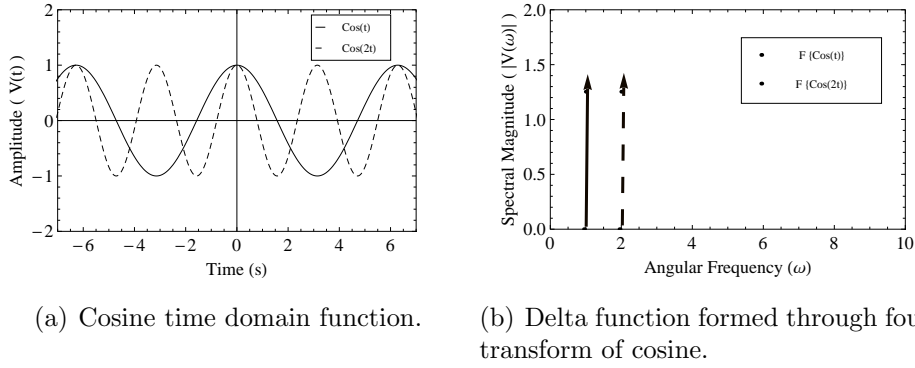 2
1
0
−1
−2
Amplitude ( V(t) )
−6
−4
−2
0
2
4
6
Time (s)
Cos(t)
Cos(2t)
2.0
1.5
1.0
0.5
0.0
Spectral Magnitude ( |V(ω)| )
0
2
4
6
8
10
Angular Frequency (ω)
F {Cos(t)}
F {Cos(2t)}
(a) Cosine time domain function.
(b) Delta function formed through fou
transform of cosine.